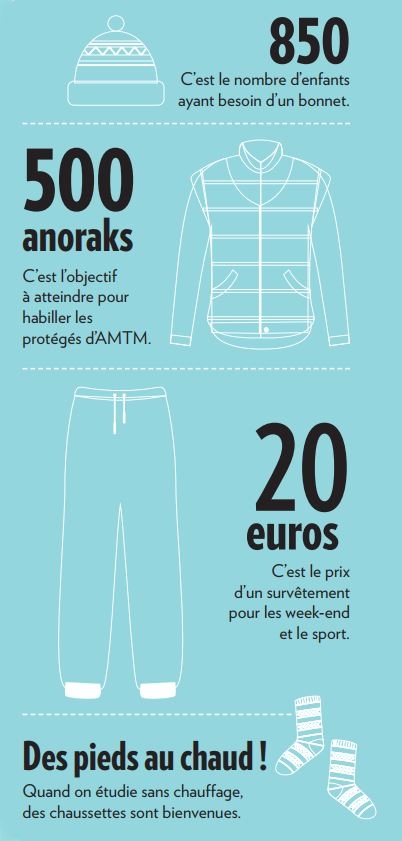 850
C'est le nombre d'enfants
ayant besoin d'un bonnet.
500
anoraks
C'est l'objectif
à atteindre pour
habiller les
protégés d'AMTM.
20
euros
C'est le prix
d'un survêtement
pour les week-end
et le sport.
Des pieds au chaud !
Quand on étudie sans chauffage,
des chaussettes sont bienvenues.